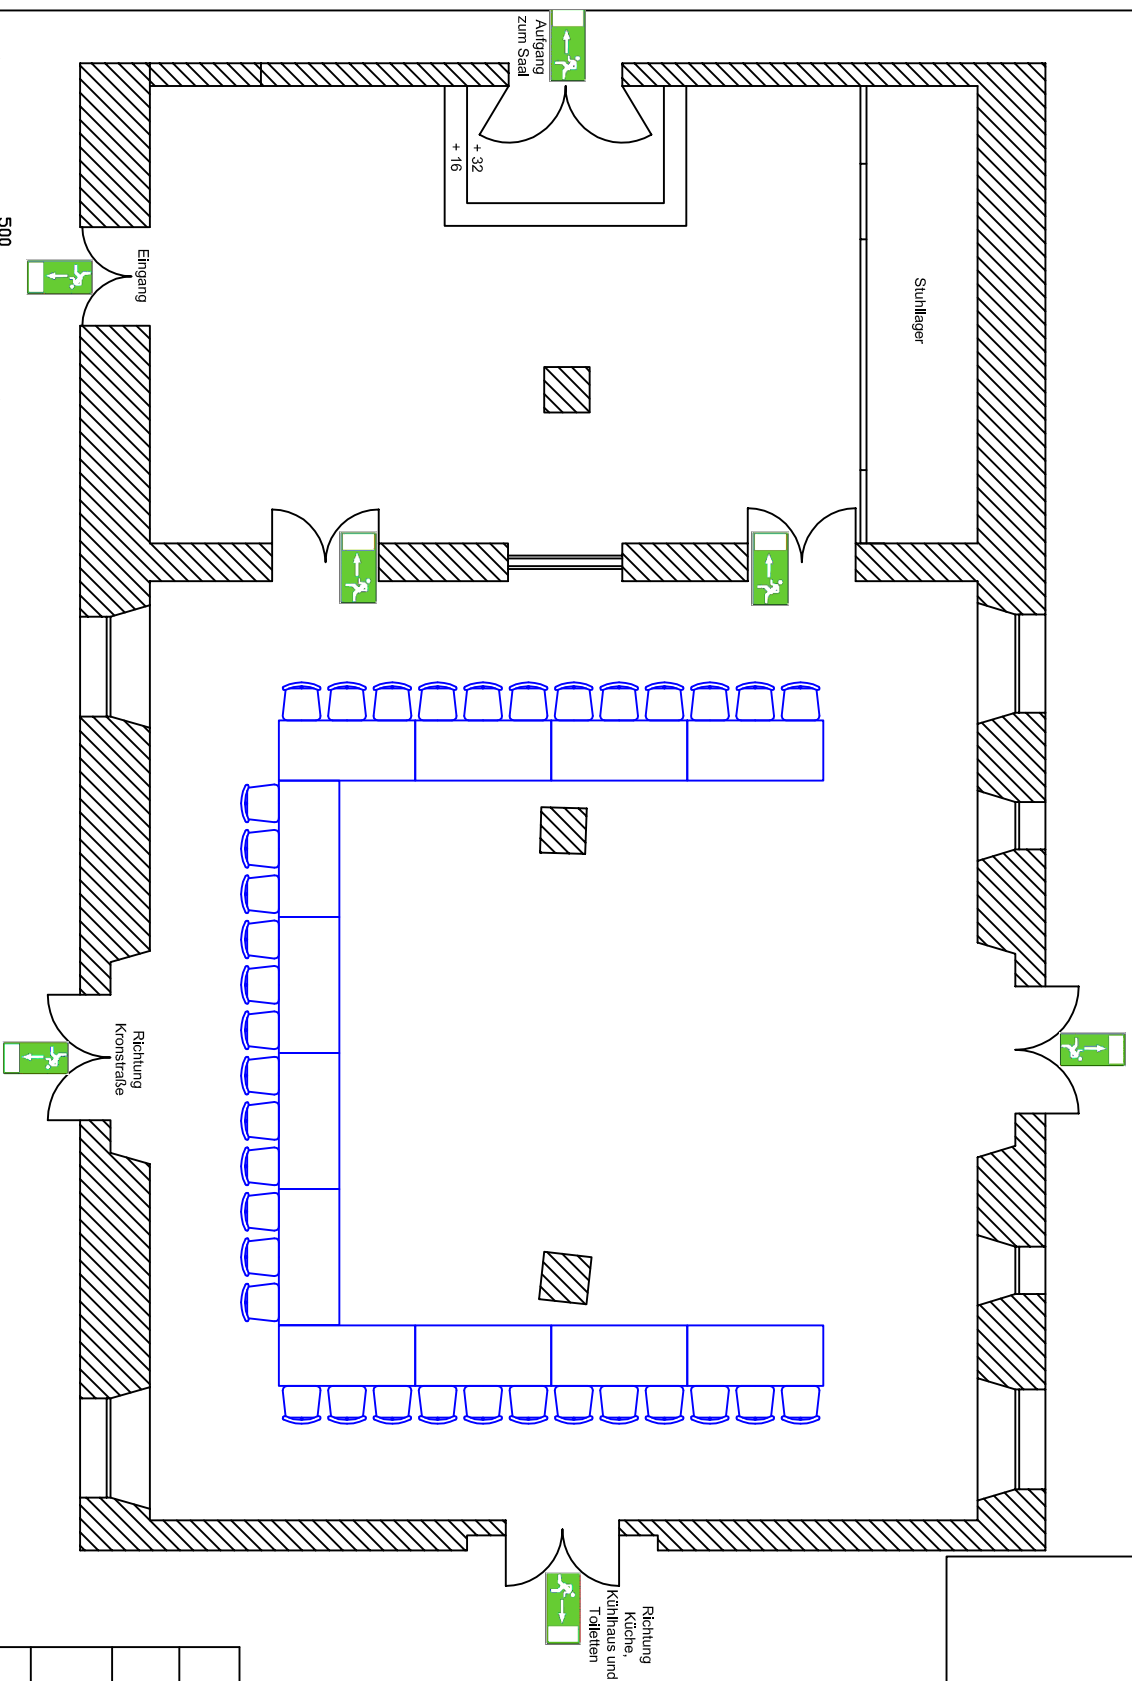 Aufgang
zum Saal
+ 32
+ 16
Stuhllager
Eingang
500
Richtung
Kronstraße
Richtung
Küche,
Kühlhaus und
Toiletten